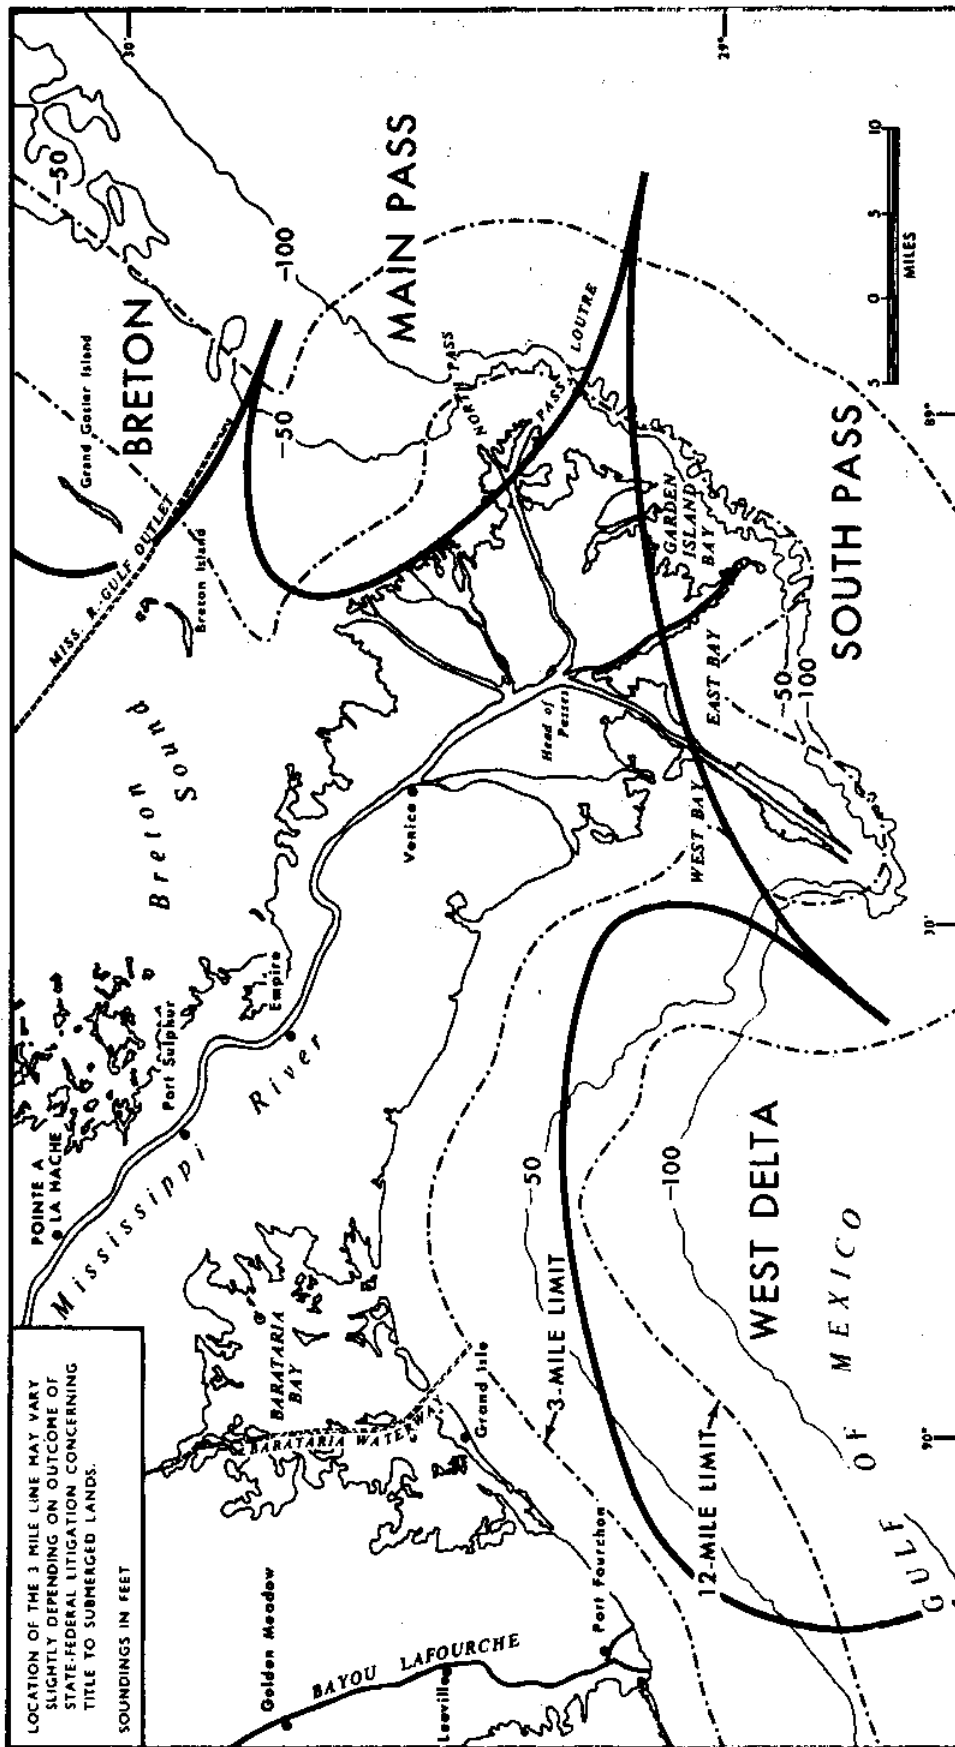 LOCATION OF THE 3 MILE LINE MAY VARY
SLIGHTLY DEPENDING ON OUTCOME OF
STATE-FEDERAL LITIGATION CONCERNING
TITLE TO SUBMERGED LANDS.
SOUNDINGS IN FEET
POINTE A
LA HACHE
Mississippi
River
Port Sulphur
Empire
Venice
Head of
Passes
Breton
Sound
MISS. R. GULF OUTLET
Breton Island
Grand Gosier Island
BRETON
-50
-100
-50
30'
29°
MAIN PASS
NORTH PASS
PASS A LOUTRE
GARDEN
ISLAND
BAY
EAST BAY
WEST BAY
SOUTH PASS
-50
-100
Golden Meadow
BAYOU LAFOURCHE
Leeville
Port Fourchon
BARATARIA
BAY
BARATARIA WATERWAY
Grand Isle
3-MILE LIMIT
12-MILE LIMIT
-50
-100
WEST DELTA
GULF
OF
MEXICO
90°
30'
89°
5
0
5
10
MILES